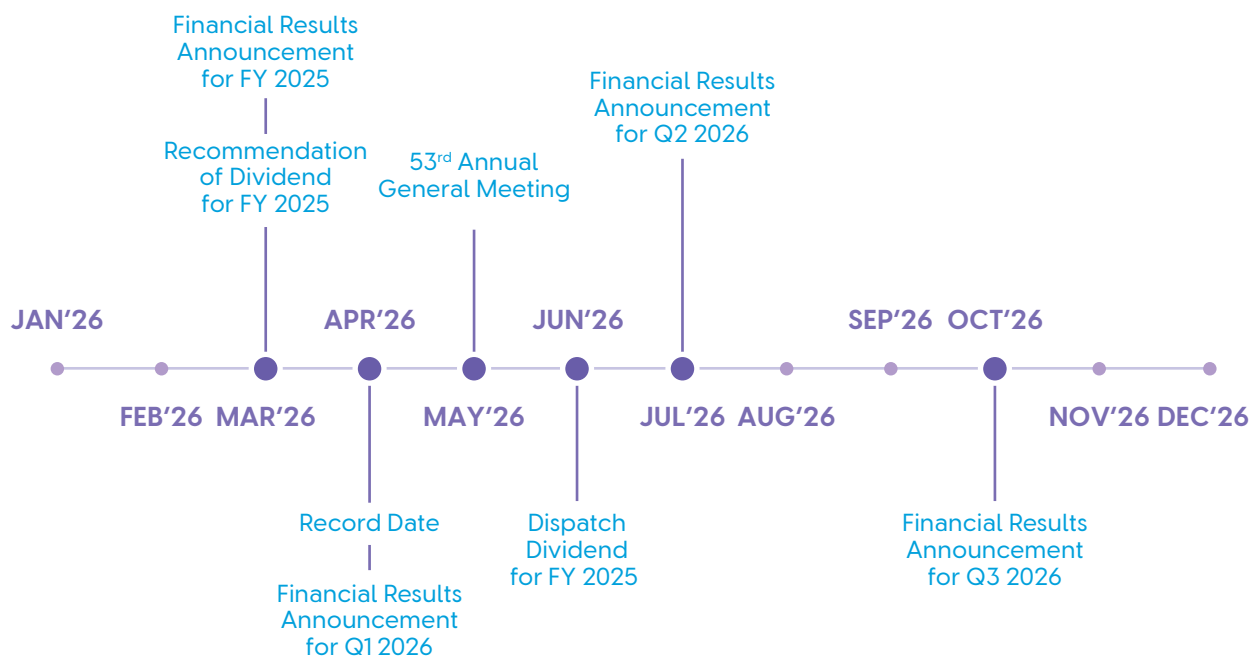 Financial Results
Announcement
for FY 2025
Recommendation
of Dividend
for FY 2025
53rd Annual
General Meeting
Financial Results
Announcement
for Q2 2026
JAN’26
APR’26
JUN’26
SEP’26 OCT’26
FEB’26 MAR’26
MAY’26
JUL’26 AUG’26
NOV’26 DEC’26
Record Date
Financial Results
Announcement
for Q1 2026
Dispatch
Dividend
for FY 2025
Financial Results
Announcement
for Q3 2026